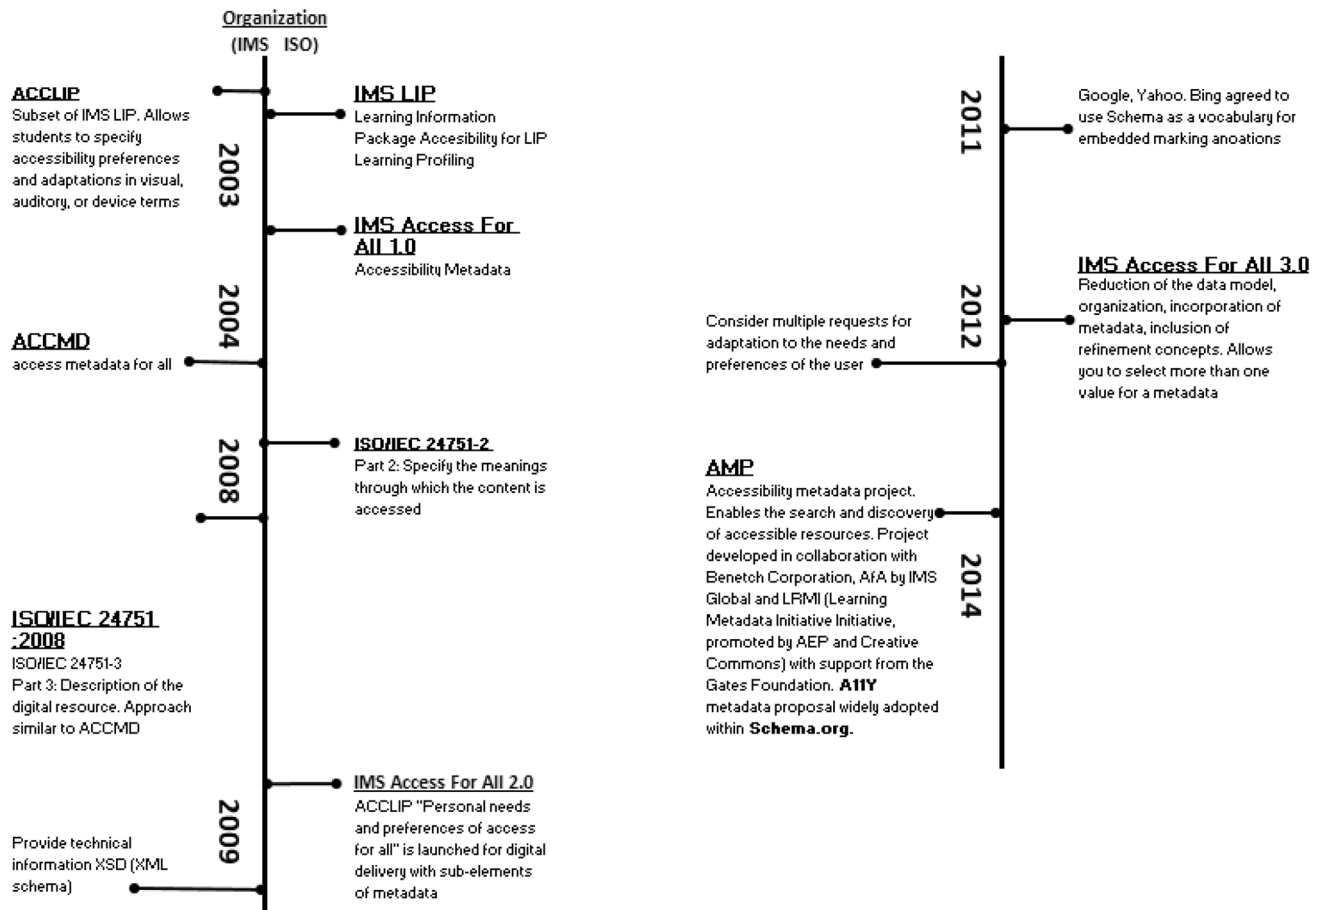 Organization
(IMS ISO)
ACCLIP
Subset of IMS LIP. Allows
students to specify
accessibility preferences
and adaptations in visual,
auditory, or device terms
2003
IMS LIP
Learning Information
Package Accesibility for LIP
Learning Profiling
IMS Access For
All 1.0
Accessibility Metadata
2004
ACCMD
access metadata for all
2008
ISO/IEC 24751-2
Part 2: Specify the meanings
through which the content is
accessed
ISO/IEC 24751
:2008
ISO/IEC 24751-3
Part 3: Description of the
digital resource. Approach
similar to ACCMD
IMS Access For All 2.0
ACCLIP "Personal needs
and preferences of access
for all" is launched for digital
delivery with sub-elements
of metadata
2009
Provide technical
information XSD (XML
schema)
2011
Google, Yahoo. Bing agreed to
use Schema as a vocabulary for
embedded marking anoations
2012
IMS Access For All 3.0
Reduction of the data model,
organization, incorporation of
metadata, inclusion of
refinement concepts. Allows
you to select more than one
value for a metadata
Consider multiple requests for
adaptation to the needs and
preferences of the user
AMP
Accessibility metadata project.
Enables the search and discovery
of accessible resources. Project
developed in collaboration with
Benetch Corporation, AfA by IMS
Global and LRMI (Learning
Metadata Initiative Initiative,
promoted by AEP and Creative
Commons) with support from the
Gates Foundation. A11Y
metadata proposal widely adopted
within Schema.org.
2014